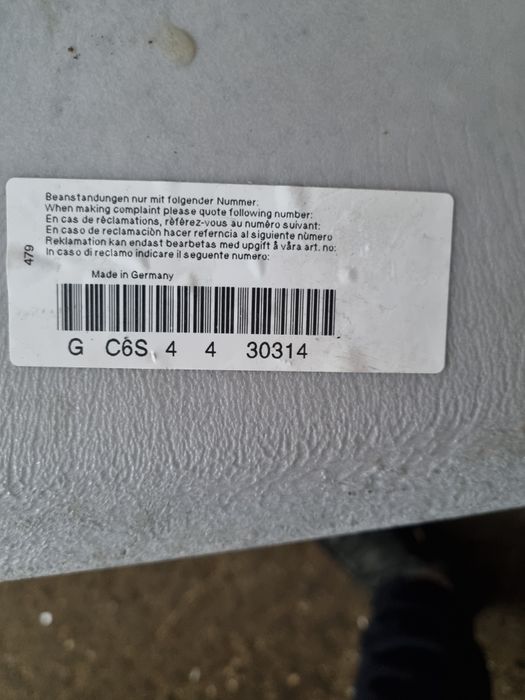 Beanstandungen nur mit folgender Nummer:
When making complaint please quote following number:
En cas de rèclamations, rèfèrez-vous au numèro suivant:
En caso de reclamaciòn hacer referncia al siguiente nùmero
Reklamation kan endast bearbetas med upgift å våra art. no:
In caso di reclamo indicare il seguente numero:
479
Made in Germany
G C6S 4 4 30314